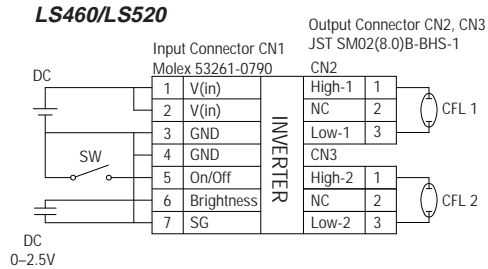 LS460/LS520
Output Connector CN2, CN3
JST SM02(8.0)B-BHS-1
Input Connector CN1
Molex 53261-0790
DC
CN2
1 V(in)
2 V(in)
3 GND
4 GND
5 On/Off
6 Brightness
7 SG
SW
DC
0–2.5V
INVERTER
High-1 1
NC 2
Low-1 3
CFL 1
CN3
High-2 1
NC 2
Low-2 3
CFL 2